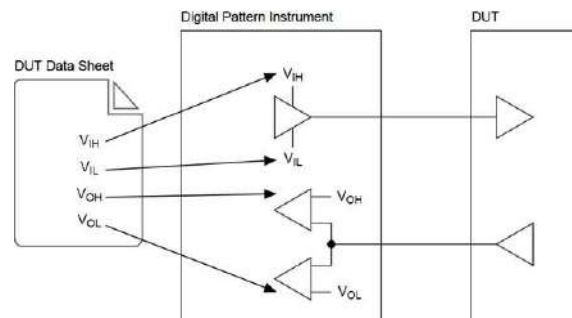 Digital Pattern Instrument
DUT
DUT Data Sheet
VIH
VIH
VIL
VIL
VOH
VOH
VOL
VOL